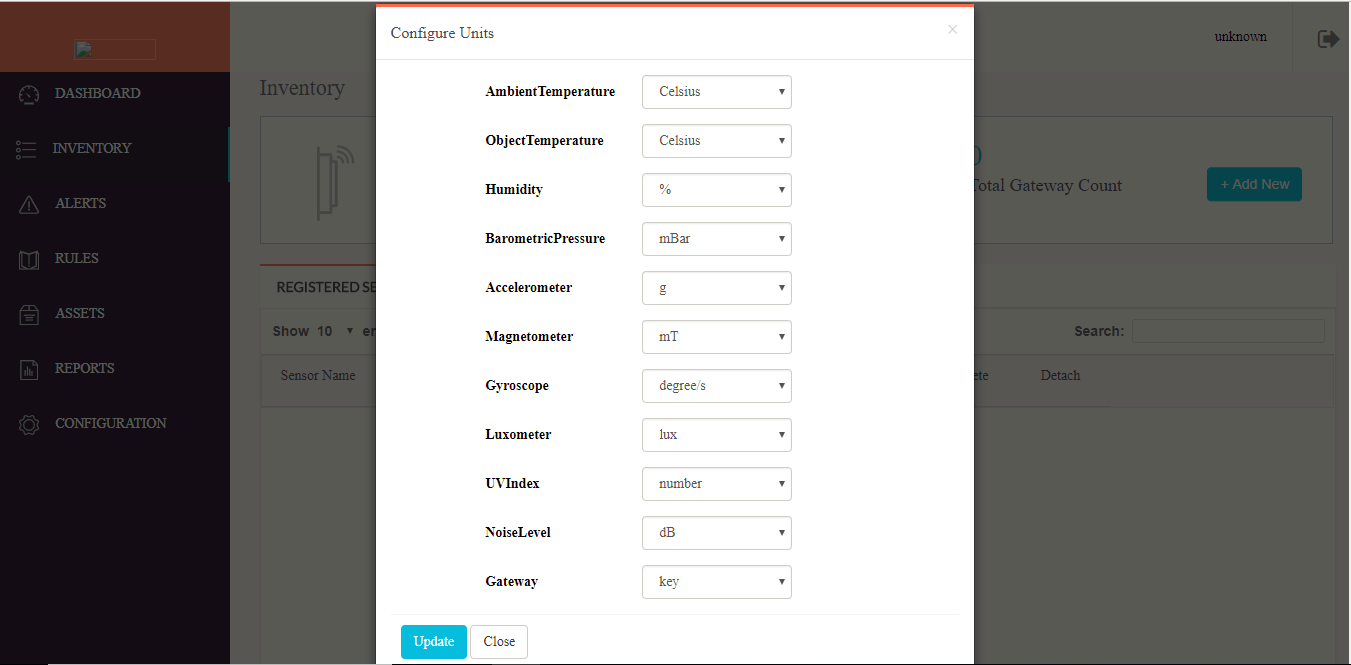 Configure Units ×
unknown
DASHBOARD
INVENTORY
ALERTS
RULES
ASSETS
REPORTS
CONFIGURATION
Inventory
Total Gateway Count
+ Add New
REGISTERED SE
Show 10 er
Search:
Sensor Name
ete
Detach
AmbientTemperature Celsius
ObjectTemperature Celsius
Humidity %
BarometricPressure mBar
Accelerometer g
Magnetometer mT
Gyroscope degree/s
Luxometer lux
UVIndex number
NoiseLevel dB
Gateway key
Update Close